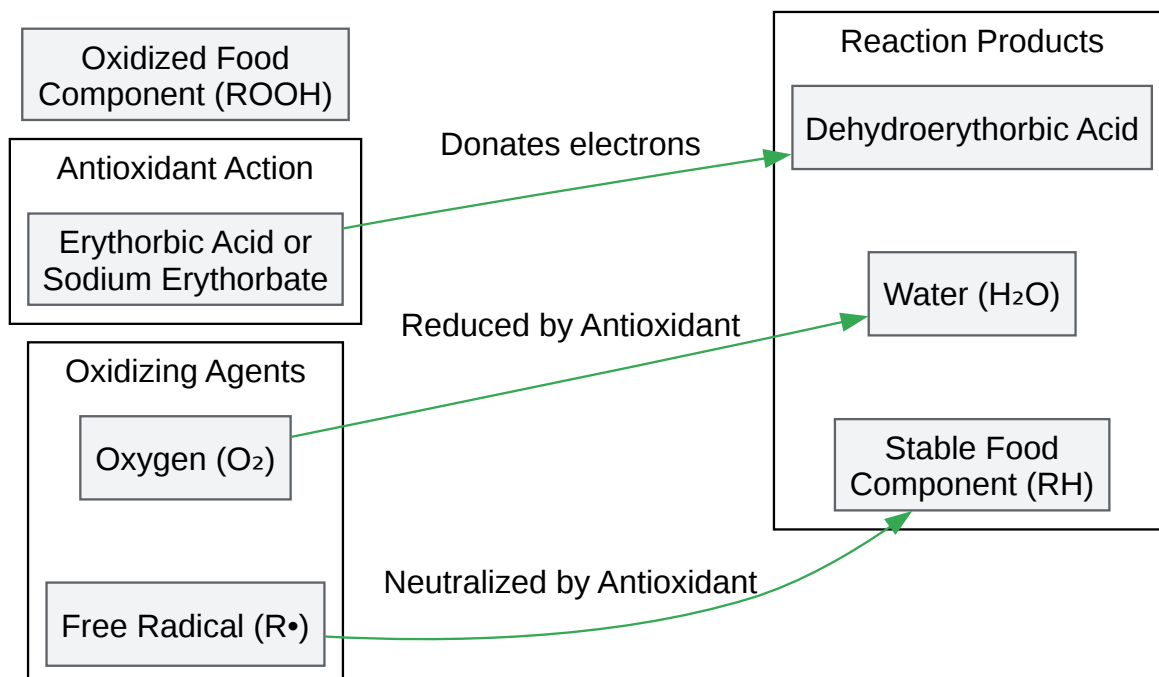 Oxidized Food
Component (ROOH)
Antioxidant Action
Erythorbic Acid or
Sodium Erythorbate
Oxidizing Agents
Oxygen (O₂)
Free Radical (R•)
Donates electrons
Reduced by Antioxidant
Neutralized by Antioxidant
Reaction Products
Dehydroerythorbic Acid
Water (H₂O)
Stable Food
Component (RH)